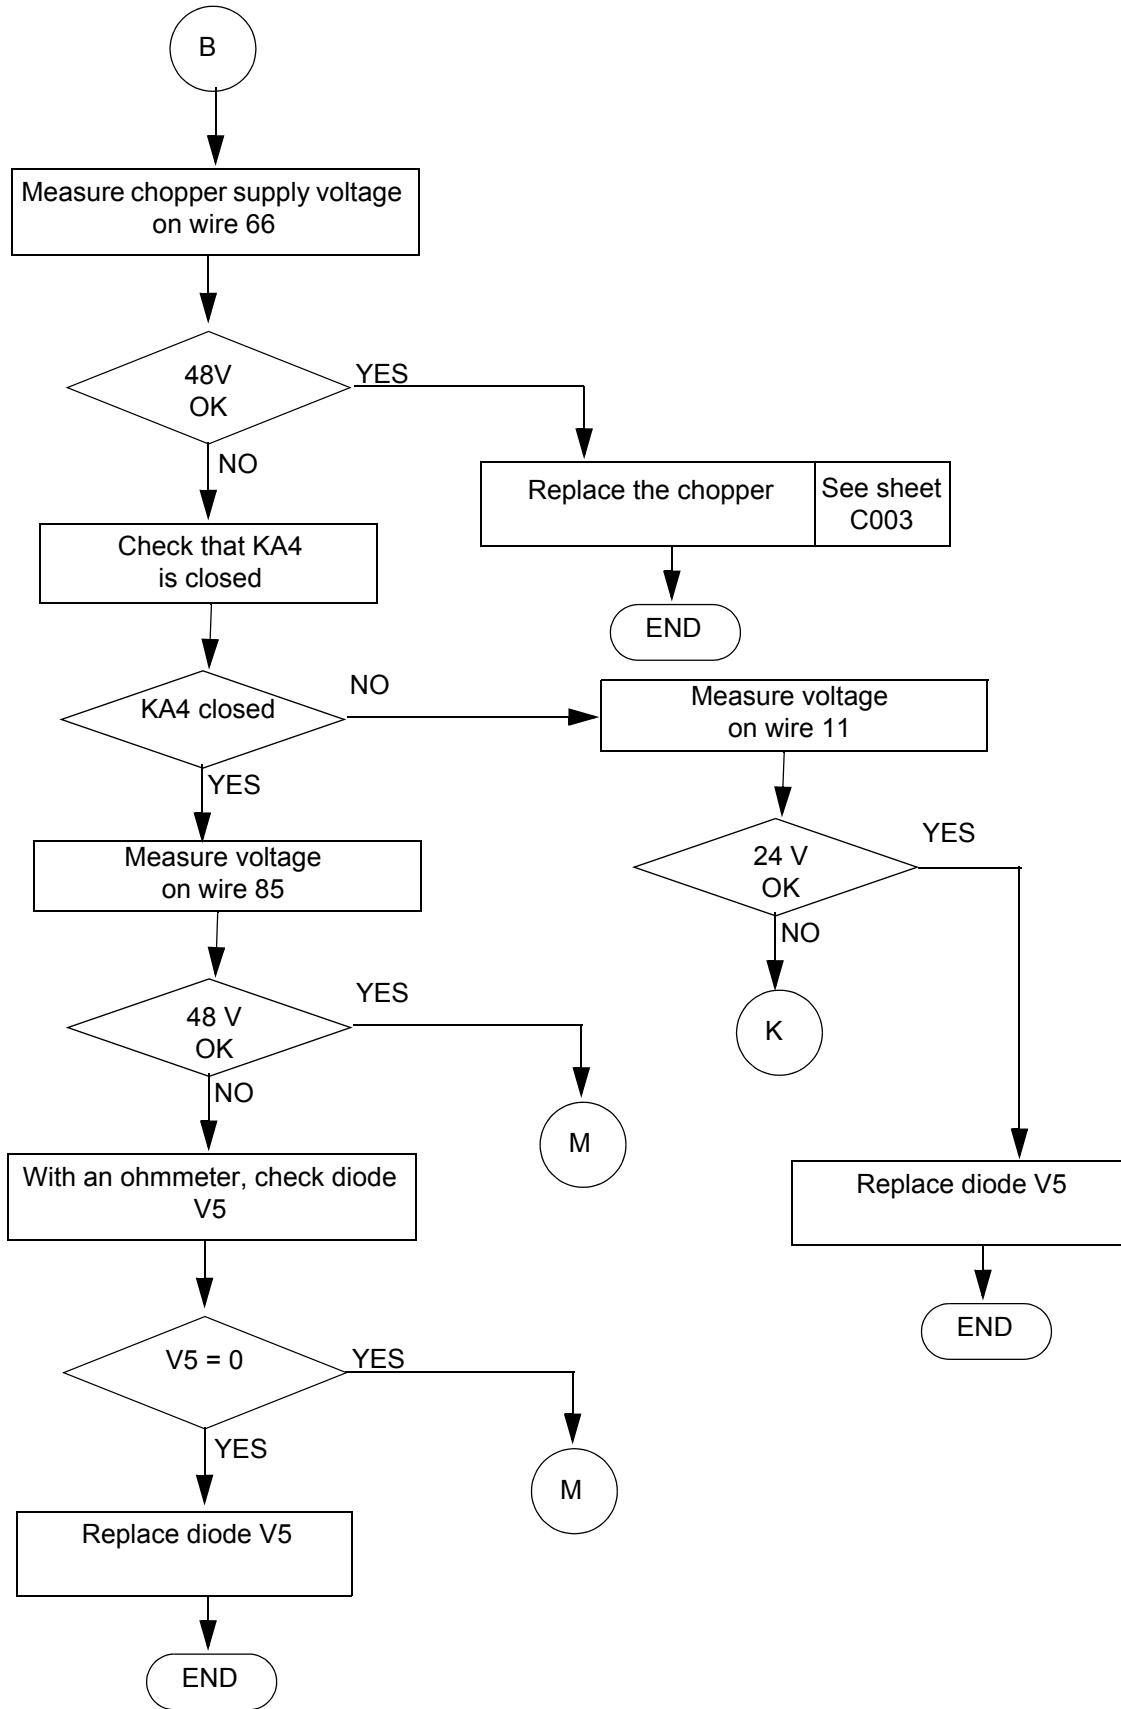 B
Measure chopper supply voltage
on wire 66
48V
OK
YES
NO
Replace the chopper
See sheet
C003
END
Check that KA4
is closed
KA4 closed
NO
YES
Measure voltage
on wire 11
24 V
OK
YES
NO
K
Replace diode V5
END
Measure voltage
on wire 85
48 V
OK
YES
NO
M
With an ohmmeter, check diode
V5
V5 = 0
YES
YES
M
Replace diode V5
END